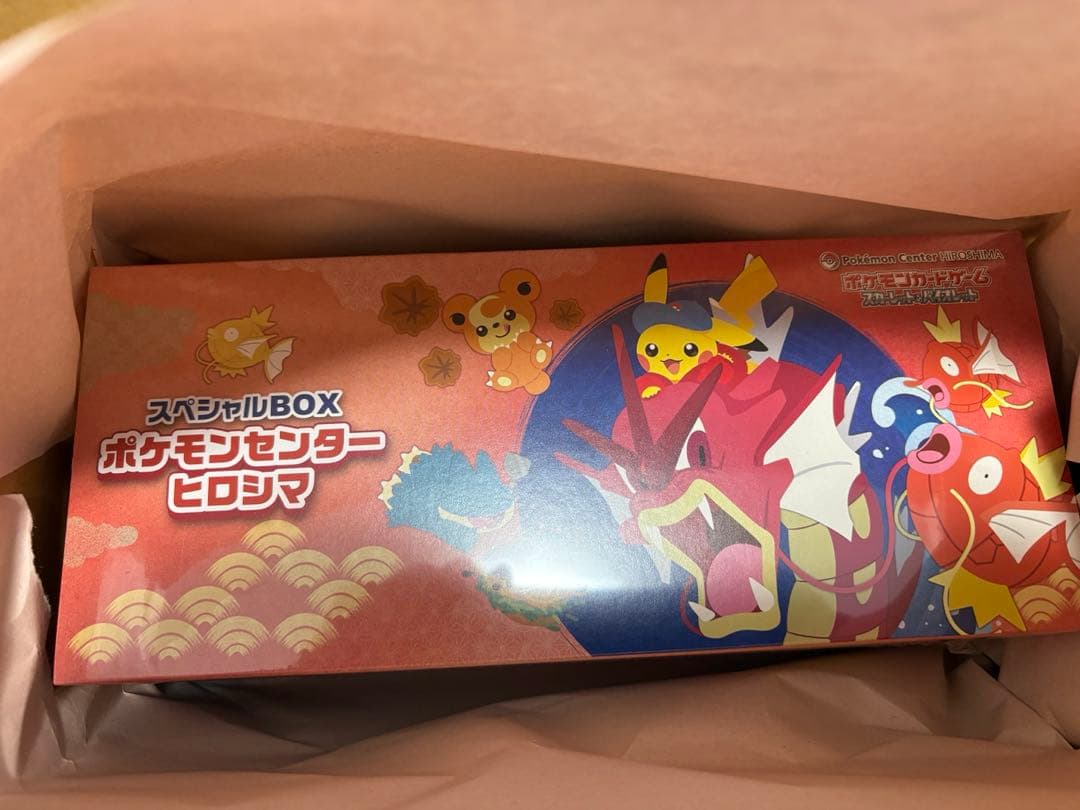 Pokémon Center HIROSHIMA
ポケモンカードゲーム
スカーレット&バイオレット
スペシャルBOX
ポケモンセンター
ヒロシマ